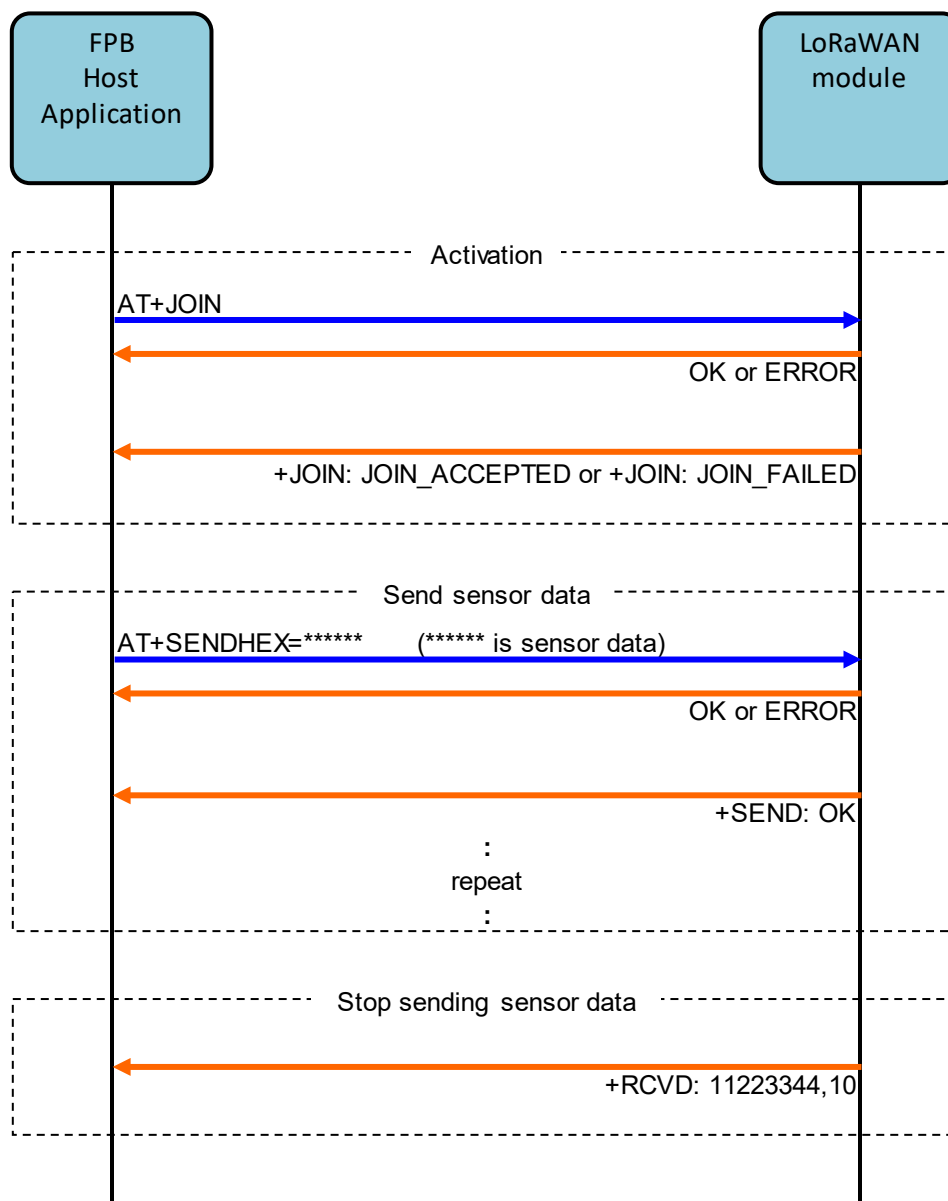 FPB
Host
Application
LoRaWAN
module
Activation
AT+JOIN
OK or ERROR
+JOIN: JOIN_ACCEPTED or +JOIN: JOIN_FAILED
Send sensor data
AT+SENDHEX=****** (****** is sensor data)
OK or ERROR
+SEND: OK
:
repeat
:
Stop sending sensor data
+RCVD: 11223344,10